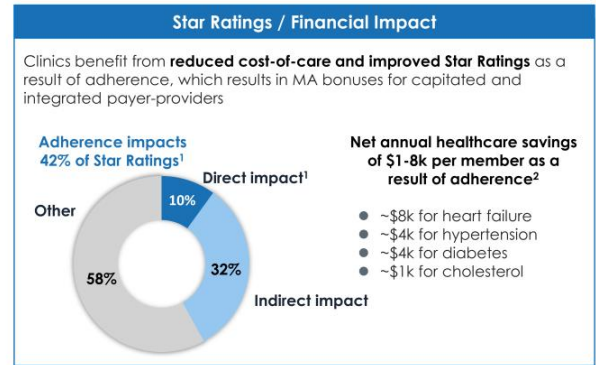 Star Ratings / Financial Impact
Clinics benefit from reduced cost-of-care and improved Star Ratings as a
result of adherence, which results in MA bonuses for capitated and
integrated payer-providers
Adherence impacts
42% of Star Ratings¹
Direct impact¹
10%
Other
58%
32%
Indirect impact
Net annual healthcare savings
of $1-8k per member as a
result of adherence²
● ~$8k for heart failure
● ~$4k for hypertension
● ~$4k for diabetes
● ~$1k for cholesterol